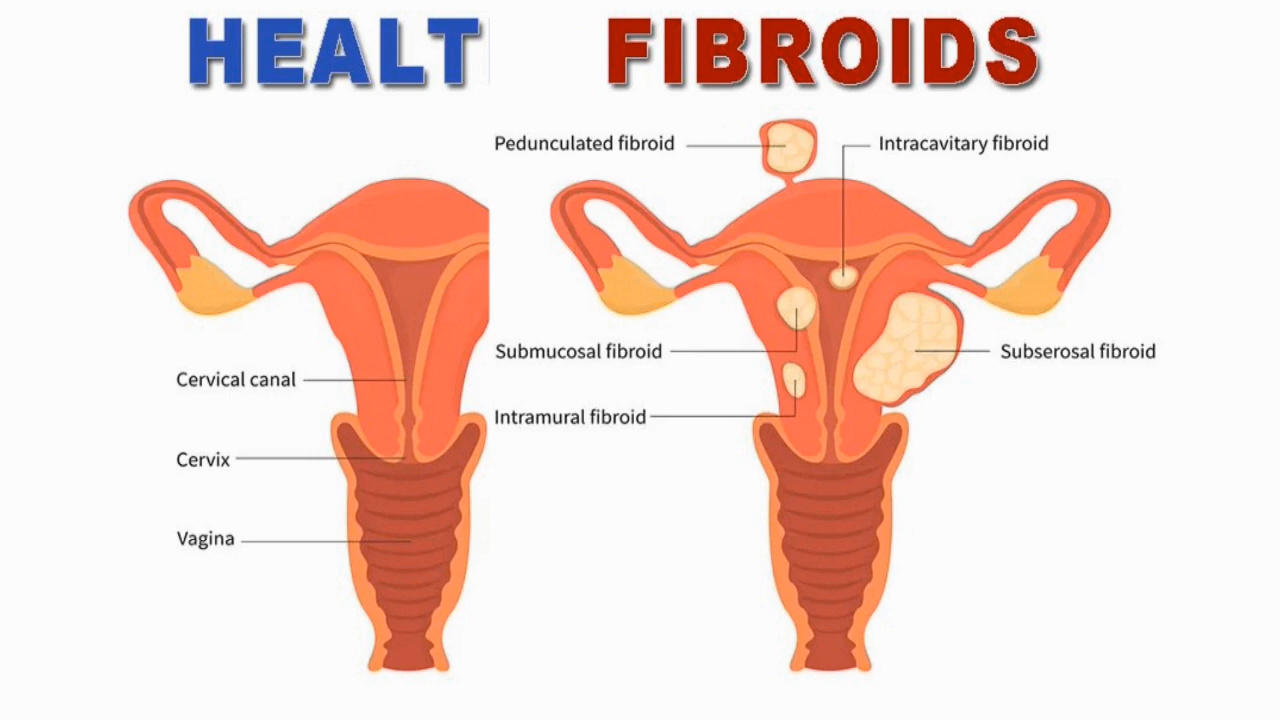 HEALT
FIBROIDS
Pedunculated fibroid
Intracavitary fibroid
Submucosal fibroid
Subserosal fibroid
Cervical canal
Intramural fibroid
Cervix
Vagina